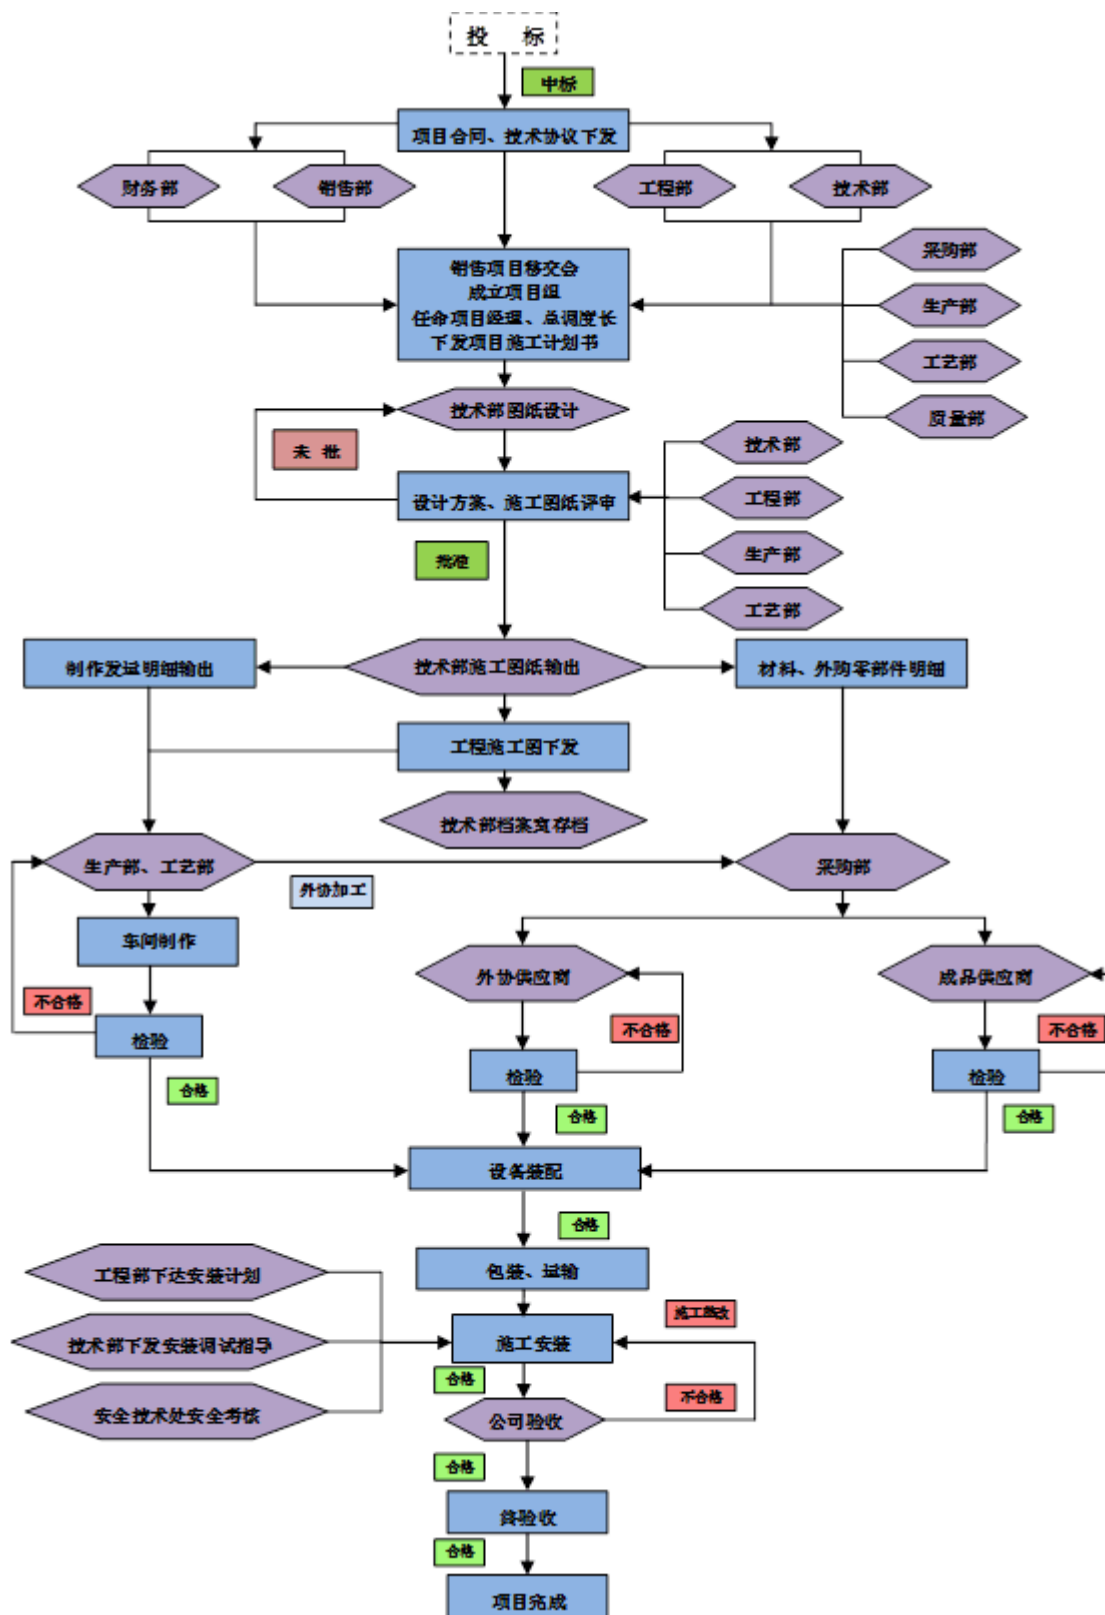 投 标
中标
项目合同、技术协议下发
财务部
销售部
工程部
技术部
销售项目移交会
成立项目组
任命项目经理、总调度长
下发项目施工计划书
采购部
生产部
工艺部
质量部
技术部图纸设计
未 批
设计方案、施工图纸评审
技术部
工程部
生产部
工艺部
批准
制作发运明细输出
技术部施工图纸输出
材料、外购零部件明细
工程施工图下发
技术部档案室存档
生产部、工艺部
外协加工
采购部
车间制作
外协供应商
成品供应商
不合格
检验
不合格
检验
不合格
检验
合格
合格
合格
设备装配
合格
包装、运输
工程部下达安装计划
技术部下发安装调试指导
安全技术处安全考核
施工修改
施工安装
合格
不合格
公司验收
合格
终验收
合格
项目完成